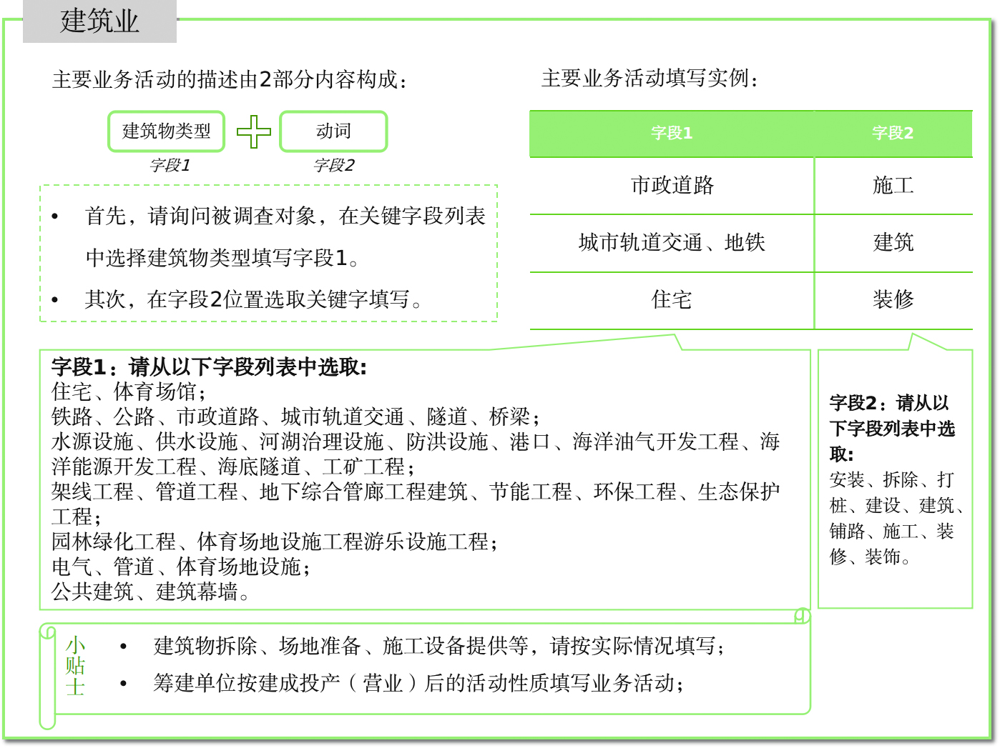 建筑业
主要业务活动的描述由2部分内容构成：
建筑物类型
动词
字段1
字段2
• 首先，请询问被调查对象，在关键字段列表
中选择建筑物类型填写字段1。
• 其次，在字段2位置选取关键字填写。
主要业务活动填写实例：
字段1 字段2
市政道路 施工
城市轨道交通、地铁 建筑
住宅 装修
字段1：请从以下字段列表中选取:
住宅、体育场馆；
铁路、公路、市政道路、城市轨道交通、隧道、桥梁；
水源设施、供水设施、河湖治理设施、防洪设施、港口、海洋油气开发工程、海
洋能源开发工程、海底隧道、工矿工程；
架线工程、管道工程、地下综合管廊工程建筑、节能工程、环保工程、生态保护
工程；
园林绿化工程、体育场地设施工程游乐设施工程；
电气、管道、体育场地设施；
公共建筑、建筑幕墙。
字段2：请从以
下字段列表中选
取:
安装、拆除、打
桩、建设、建筑、
铺路、施工、装
修、装饰。
小贴士
• 建筑物拆除、场地准备、施工设备提供等，请按实际情况填写；
• 筹建单位按建成投产（营业）后的活动性质填写业务活动；